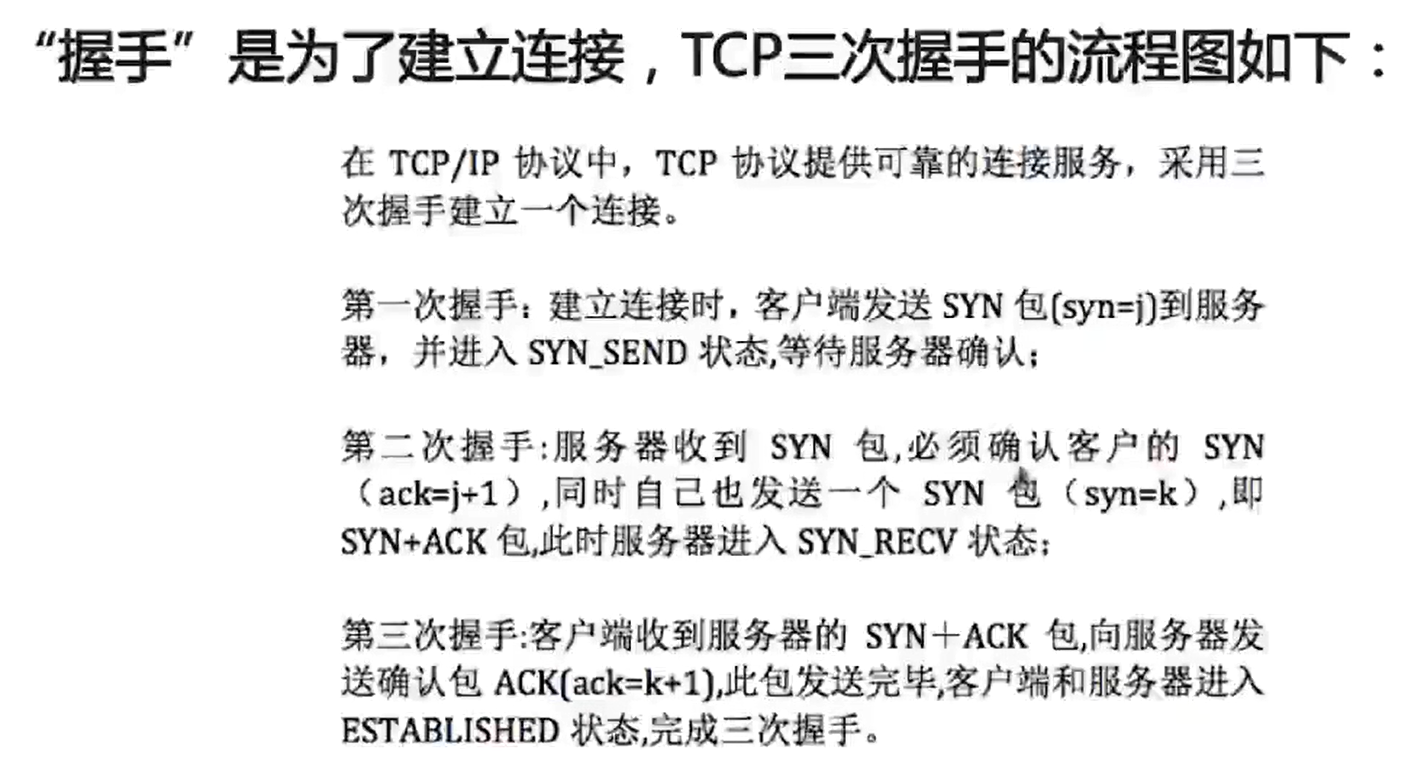 “握手”是为了建立连接，TCP三次握手的流程图如下：
在 TCP/IP 协议中，TCP 协议提供可靠的连接服务，采用三
次握手建立一个连接。
第一次握手：建立连接时，客户端发送 SYN 包(syn=j)到服务
器，并进入 SYN_SEND 状态,等待服务器确认；
第二次握手:服务器收到 SYN 包,必须确认客户的 SYN
（ack=j+1）,同时自己也发送一个 SYN 包（syn=k）,即
SYN+ACK 包,此时服务器进入 SYN_RECV 状态；
第三次握手:客户端收到服务器的 SYN＋ACK 包,向服务器发
送确认包 ACK(ack=k+1),此包发送完毕,客户端和服务器进入
ESTABLISHED 状态,完成三次握手。